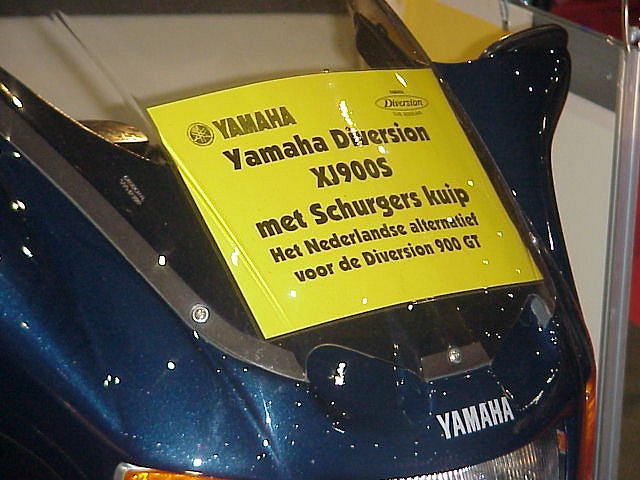 YAMAHA
Diversion
Yamaha Diversion
XJ900S
met Schurgers kuip
Het Nederlandse alternatief
voor de Diversion 900 GT
YAMAHA